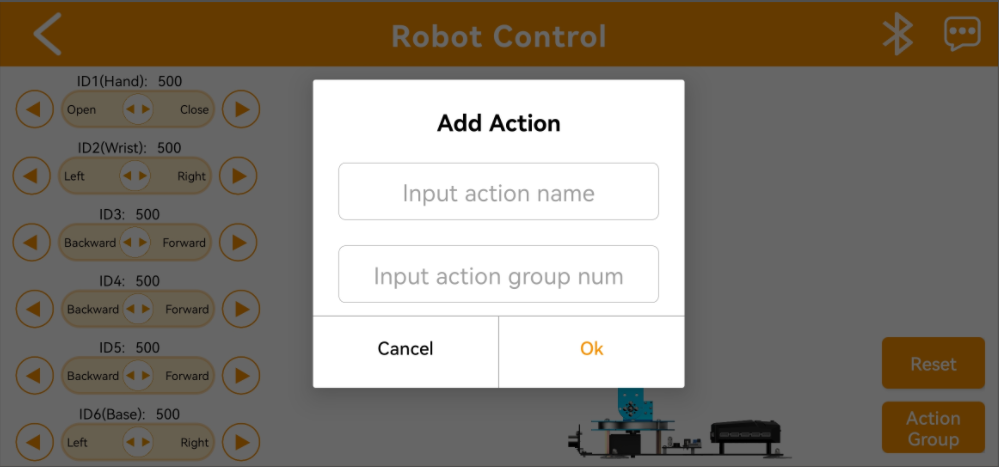 Robot Control
ID1(Hand): 500
Open Close
ID2(Wrist): 500
Left Right
ID3: 500
Backward Forward
ID4: 500
Backward Forward
ID5: 500
Backward Forward
ID6(Base): 500
Left Right
Add Action
Input action name
Input action group num
Cancel Ok
Reset
Action
Group